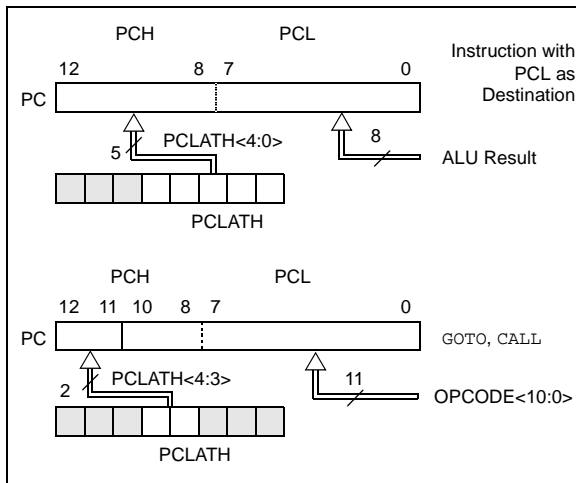 PCH PCL
12 8 7 0
Instruction with
PCL as
Destination
PC
5 PCLATH<4:0>
8
ALU Result
PCLATH
PCH PCL
12 11 10 8 7 0
PC
GOTO, CALL
2 PCLATH<4:3>
11
OPCODE<10:0>
PCLATH